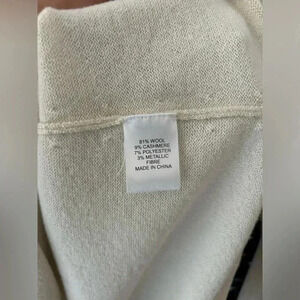 81% WOOL
9% CASHMERE
7% POLYESTER
3% METALLIC
FIBRE
MADE IN CHINA